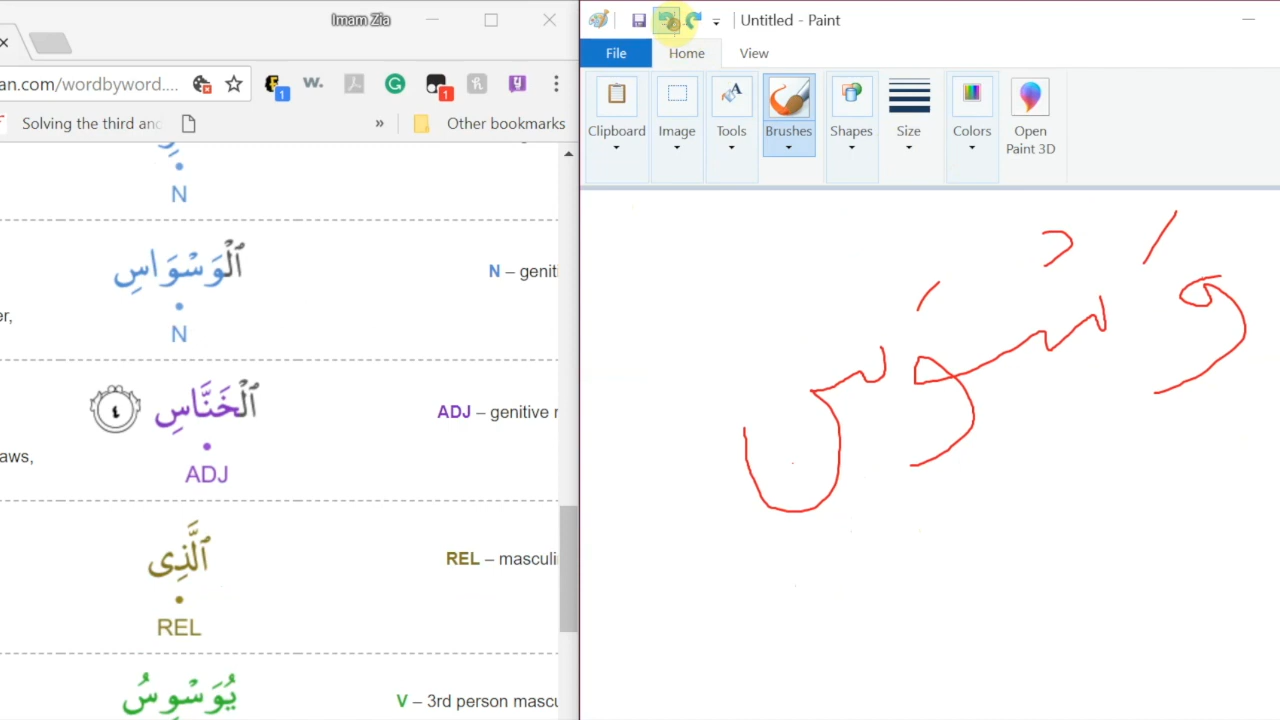 Imam Zia
Untitled - Paint
File Home View
an.com/wordbyword....
Solving the third and » Other bookmarks
Clipboard Image Tools Brushes Shapes Size Colors Open Paint 3D
N
ٱلْوَسْوَاسِ N – genit
N
er,
ٱلْخَنَّاسِ ٤ ADJ – genitive
aws,
ADJ
ٱلَّذِى REL – masculi
REL
يُوَسْوِسُ V – 3rd person mascu
وَسْوَس